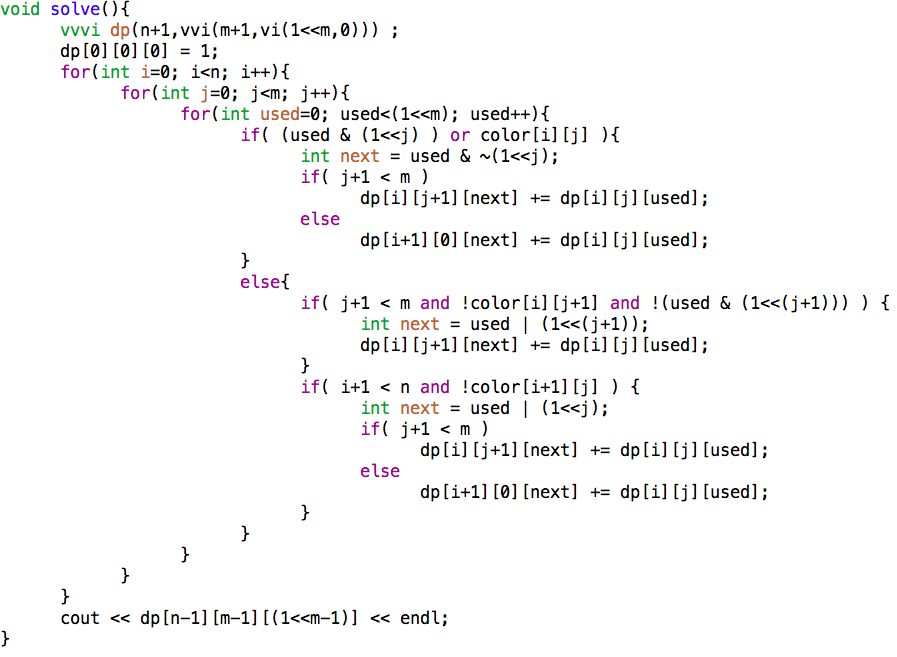 void solve(){
      vvvi dp(n+1,vvi(m+1,vi(1<<m,0))) ;
      dp[0][0][0] = 1;
      for(int i=0; i<n; i++){
            for(int j=0; j<m; j++){
                  for(int used=0; used<(1<<m); used++){
                        if( (used & (1<<j) ) or color[i][j] ){
                              int next = used & ~(1<<j);
                              if( j+1 < m )
                                    dp[i][j+1][next] += dp[i][j][used];
                              else
                                    dp[i+1][0][next] += dp[i][j][used];
                        }
                        else{
                              if( j+1 < m and !color[i][j+1] and !(used & (1<<(j+1))) ) {
                                    int next = used | (1<<(j+1));
                                    dp[i][j+1][next] += dp[i][j][used];
                              }
                              if( i+1 < n and !color[i+1][j] ) {
                                    int next = used | (1<<j);
                                    if( j+1 < m )
                                          dp[i][j+1][next] += dp[i][j][used];
                                    else
                                          dp[i+1][0][next] += dp[i][j][used];
                              }
                        }
                  }
            }
      }
      cout << dp[n-1][m-1][(1<<m-1)] << endl;
}